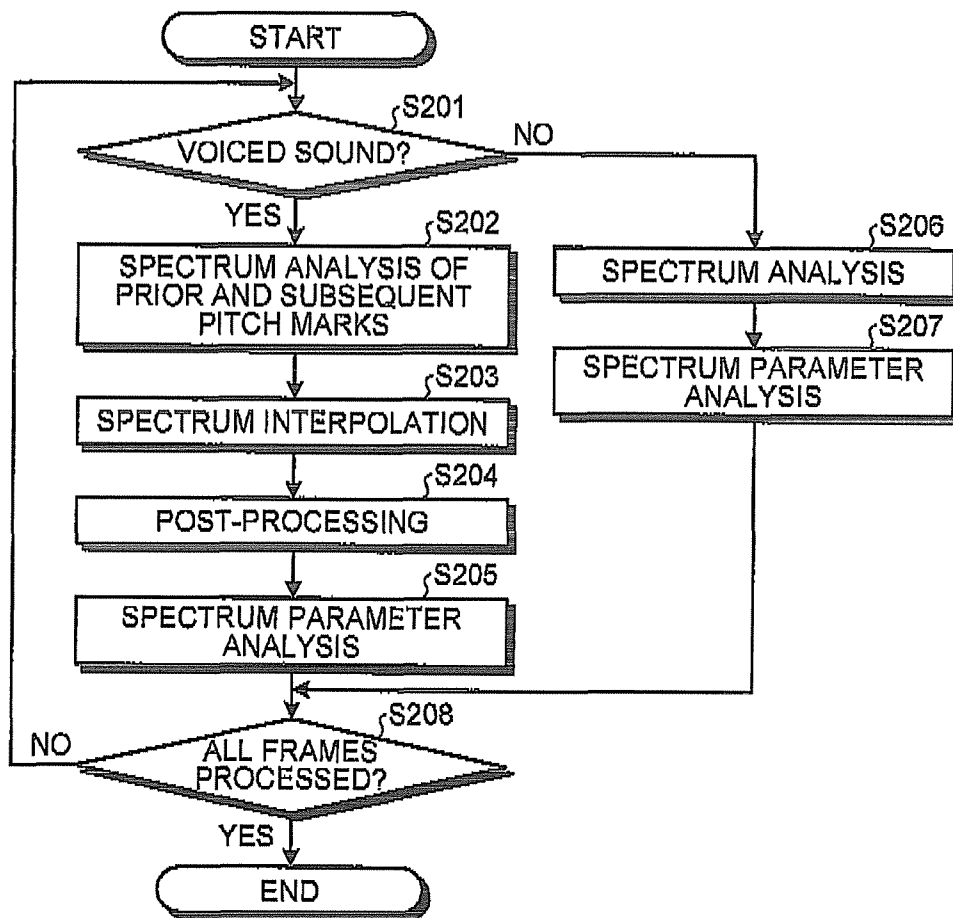 START
S201
VOICED SOUND?
NO
YES
S202
SPECTRUM ANALYSIS OF
PRIOR AND SUBSEQUENT
PITCH MARKS
S206
SPECTRUM ANALYSIS
S207
SPECTRUM PARAMETER
ANALYSIS
S203
SPECTRUM INTERPOLATION
S204
POST-PROCESSING
S205
SPECTRUM PARAMETER
ANALYSIS
S208
NO
ALL FRAMES
PROCESSED?
YES
END